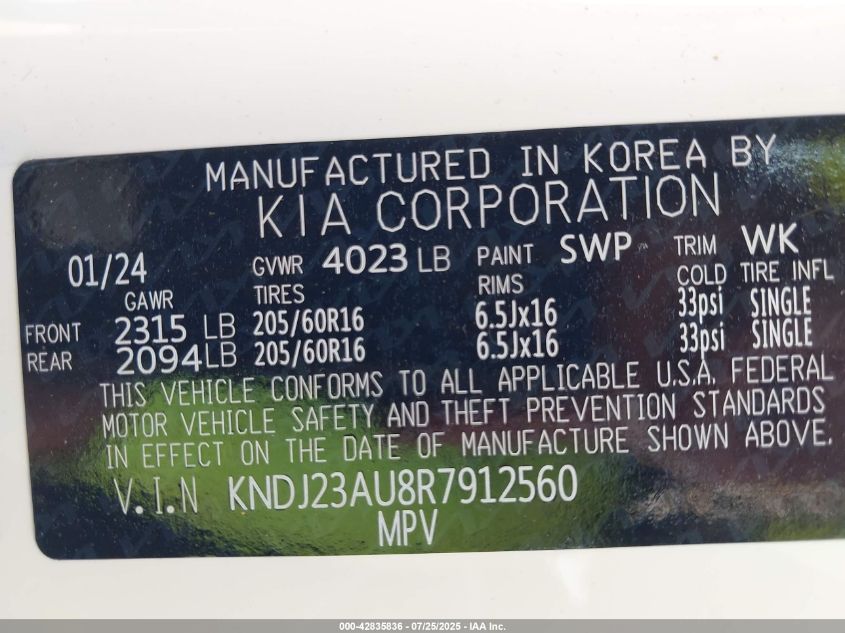 MANUFACTURED IN KOREA BY
KIA CORPORATION
01/24 GVWR 4023 LB PAINT SWP TRIM WK
GAWR TIRES RIMS COLD TIRE INFL
FRONT 2315 LB 205/60R16 6.5Jx16 33psi SINGLE
REAR 2094LB 205/60R16 6.5Jx16 33psi SINGLE
THIS VEHICLE CONFORMS TO ALL APPLICABLE U.S.A. FEDERAL
MOTOR VEHICLE SAFETY AND THEFT PREVENTION STANDARDS
IN EFFECT ON THE DATE OF MANUFACTURE SHOWN ABOVE.
V.I.N KNDJ23AU8R7912560
MPV
000-42835836 - 07/25/2025 - IAA Inc.